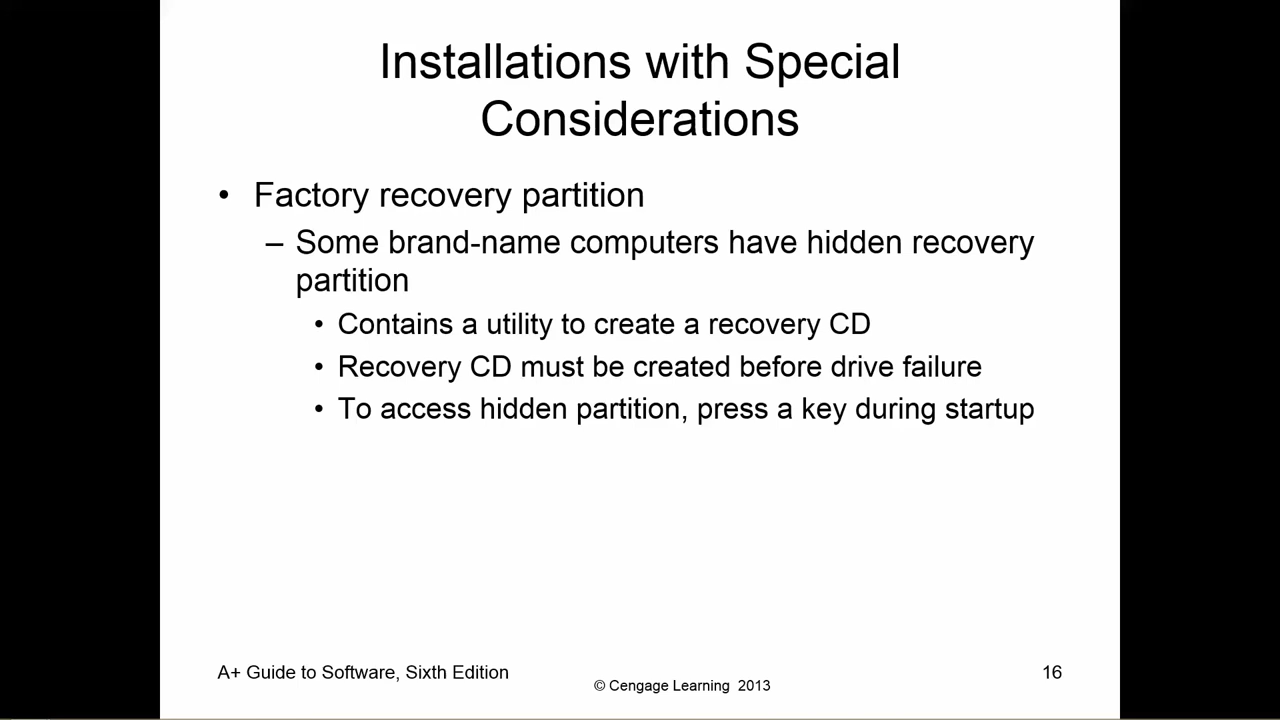 Installations with Special
Considerations
• Factory recovery partition
– Some brand-name computers have hidden recovery
partition
• Contains a utility to create a recovery CD
• Recovery CD must be created before drive failure
• To access hidden partition, press a key during startup
A+ Guide to Software, Sixth Edition
© Cengage Learning 2013
16